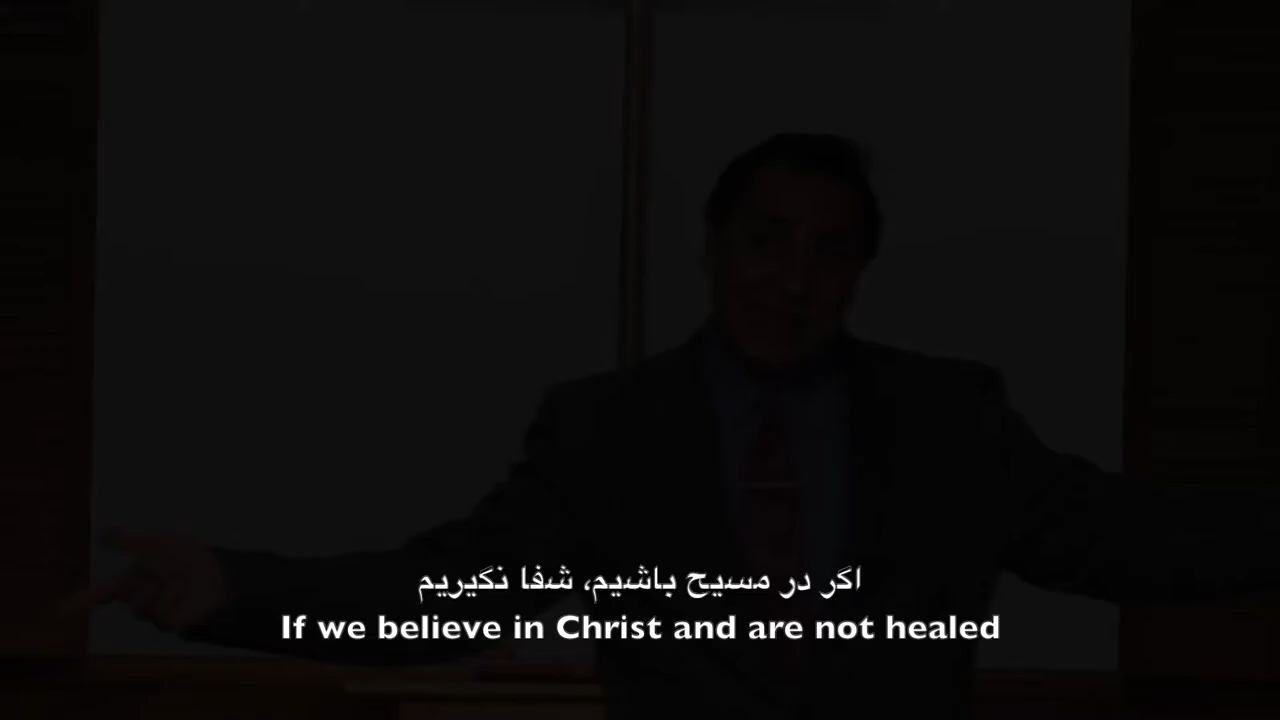 اگر در مسیح باشیم، شفا نگیریم
If we believe in Christ and are not healed